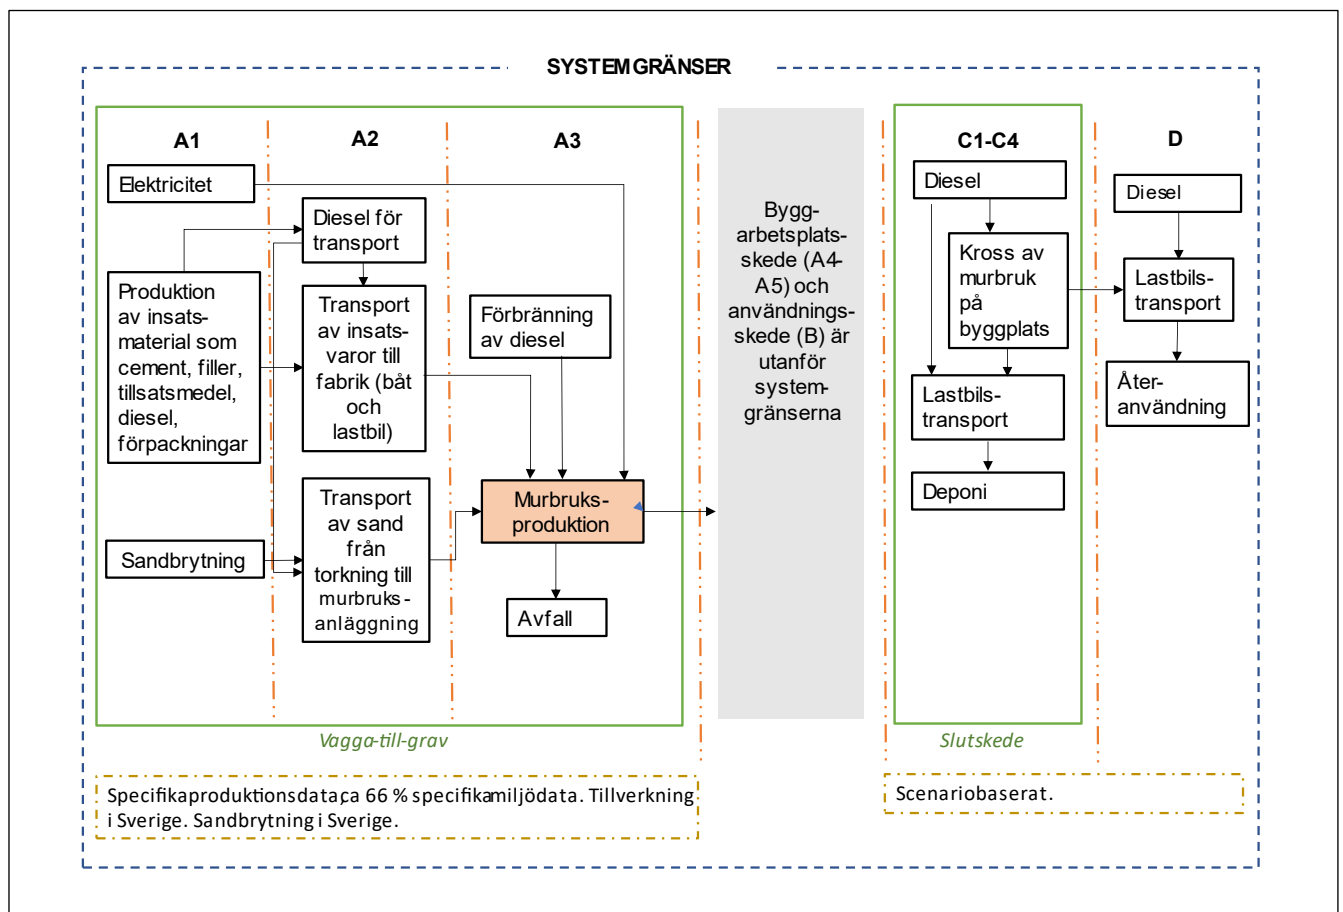 SYSTEMGRÄNSER
A1
Elektricitet
Produktion
av insats-
material som
cement, filler,
tillsatsmedel,
diesel,
förpackningar
Sandbrytning
A2
Diesel för
transport
Transport
av insats-
varor till
fabrik (båt
och
lastbil)
Transport
av sand
från
torkning till
murbruks-
anläggning
A3
Förbränning
av diesel
Murbruks-
produktion
Avfall
Vagga-till-grav
Specifikaproduktionsdata,ca 66 % specifikamiljödata. Tillverkning
i Sverige. Sandbrytning i Sverige.
Bygg-
arbetsplats-
skede (A4-
A5) och
användnings-
skede (B) är
utanför
system-
gränserna
C1-C4
Diesel
Kross av
murbruk
på
byggplats
Lastbils-
transport
Deponi
Slutskede
D
Diesel
Lastbils-
transport
Åter-
användning
Scenariobaserat.